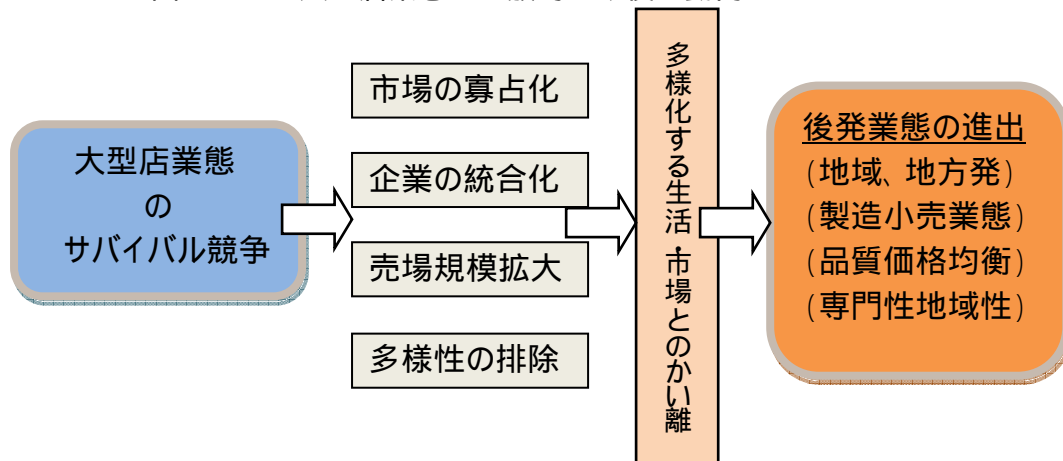 大型店業態
の
サバイバル競争
市場の寡占化
企業の統合化
売場規模拡大
多様性の排除
多様化する生活・市場とのかい離
後発業態の進出
(地域、地方発)
(製造小売業態)
(品質価格均衡)
(専門性地域性)